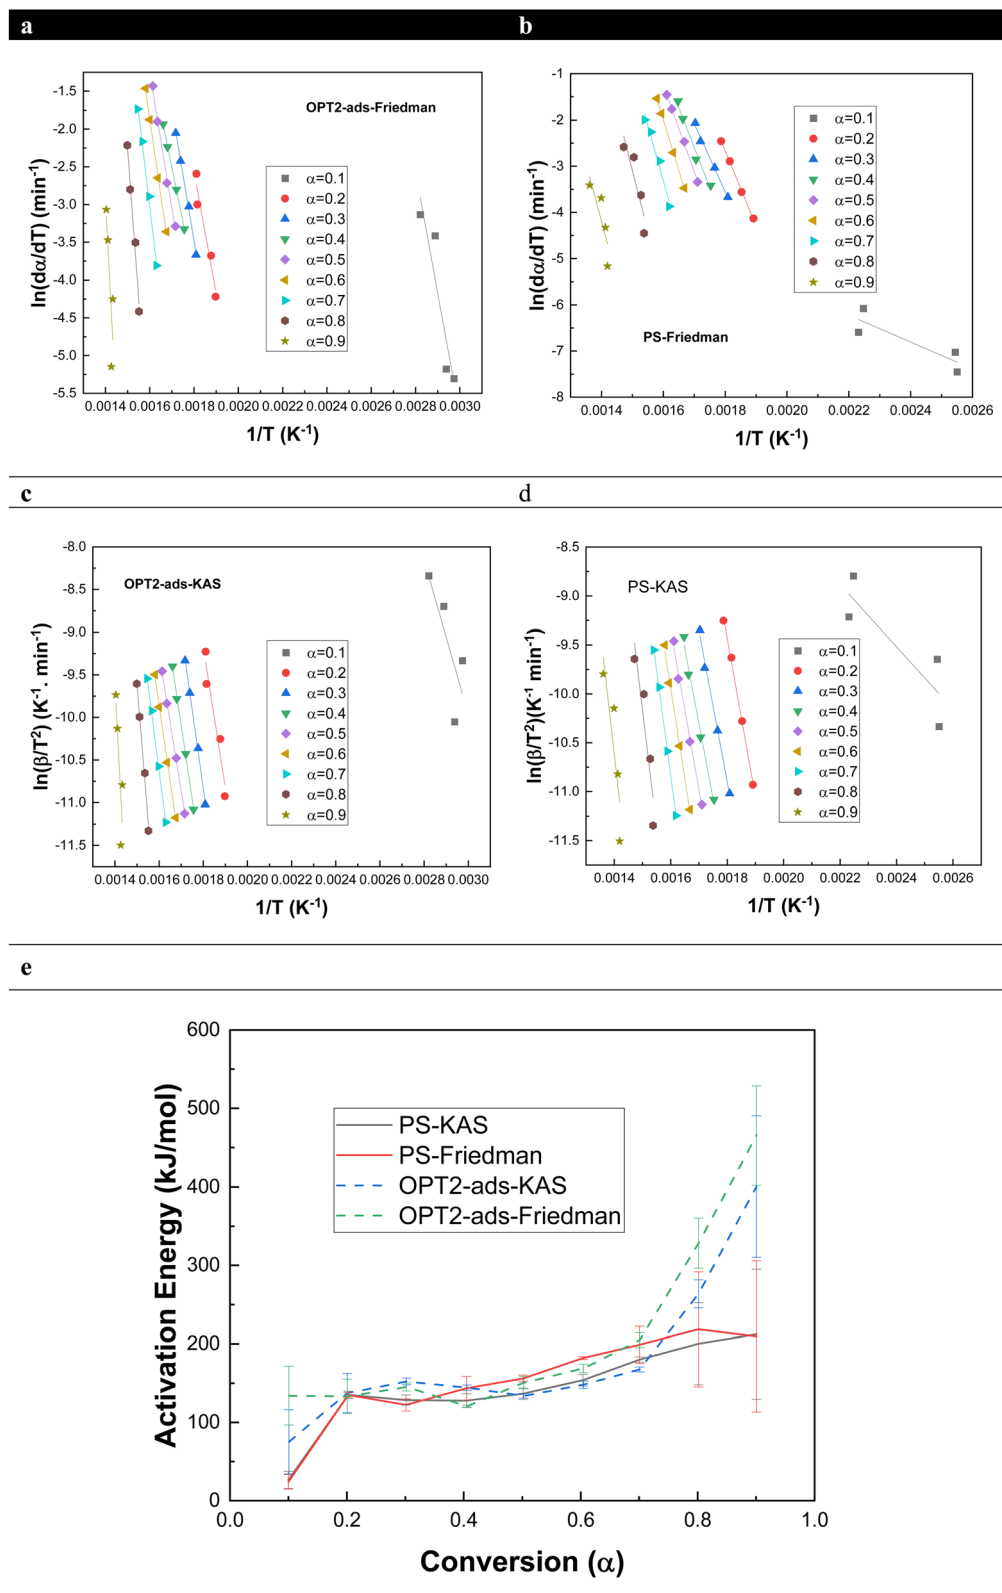 a b
OPT2-ads-Friedman
ln(dα/dT) (min⁻¹)
-1.5
-2.0
-2.5
-3.0
-3.5
-4.0
-4.5
-5.0
-5.5
α=0.1
α=0.2
α=0.3
α=0.4
α=0.5
α=0.6
α=0.7
α=0.8
α=0.9
0.0014 0.0016 0.0018 0.0020 0.0022 0.0024 0.0026 0.0028 0.0030
1/T (K⁻¹)
PS-Friedman
ln(dα/dT) (min⁻¹)
-1
-2
-3
-4
-5
-6
-7
-8
α=0.1
α=0.2
α=0.3
α=0.4
α=0.5
α=0.6
α=0.7
α=0.8
α=0.9
0.0014 0.0016 0.0018 0.0020 0.0022 0.0024 0.0026
1/T (K⁻¹)
c d
OPT2-ads-KAS
ln(β/T²) (K⁻¹. min⁻¹)
-8.0
-8.5
-9.0
-9.5
-10.0
-10.5
-11.0
-11.5
α=0.1
α=0.2
α=0.3
α=0.4
α=0.5
α=0.6
α=0.7
α=0.8
α=0.9
0.0014 0.0016 0.0018 0.0020 0.0022 0.0024 0.0026 0.0028 0.0030
1/T (K⁻¹)
PS-KAS
ln(β/T²)(K⁻¹ min⁻¹)
-8.5
-9.0
-9.5
-10.0
-10.5
-11.0
-11.5
α=0.1
α=0.2
α=0.3
α=0.4
α=0.5
α=0.6
α=0.7
α=0.8
α=0.9
0.0014 0.0016 0.0018 0.0020 0.0022 0.0024 0.0026
1/T (K⁻¹)
e
Activation Energy (kJ/mol)
600
500
400
300
200
100
0
PS-KAS
PS-Friedman
OPT2-ads-KAS
OPT2-ads-Friedman
0.0 0.2 0.4 0.6 0.8 1.0
Conversion (α)